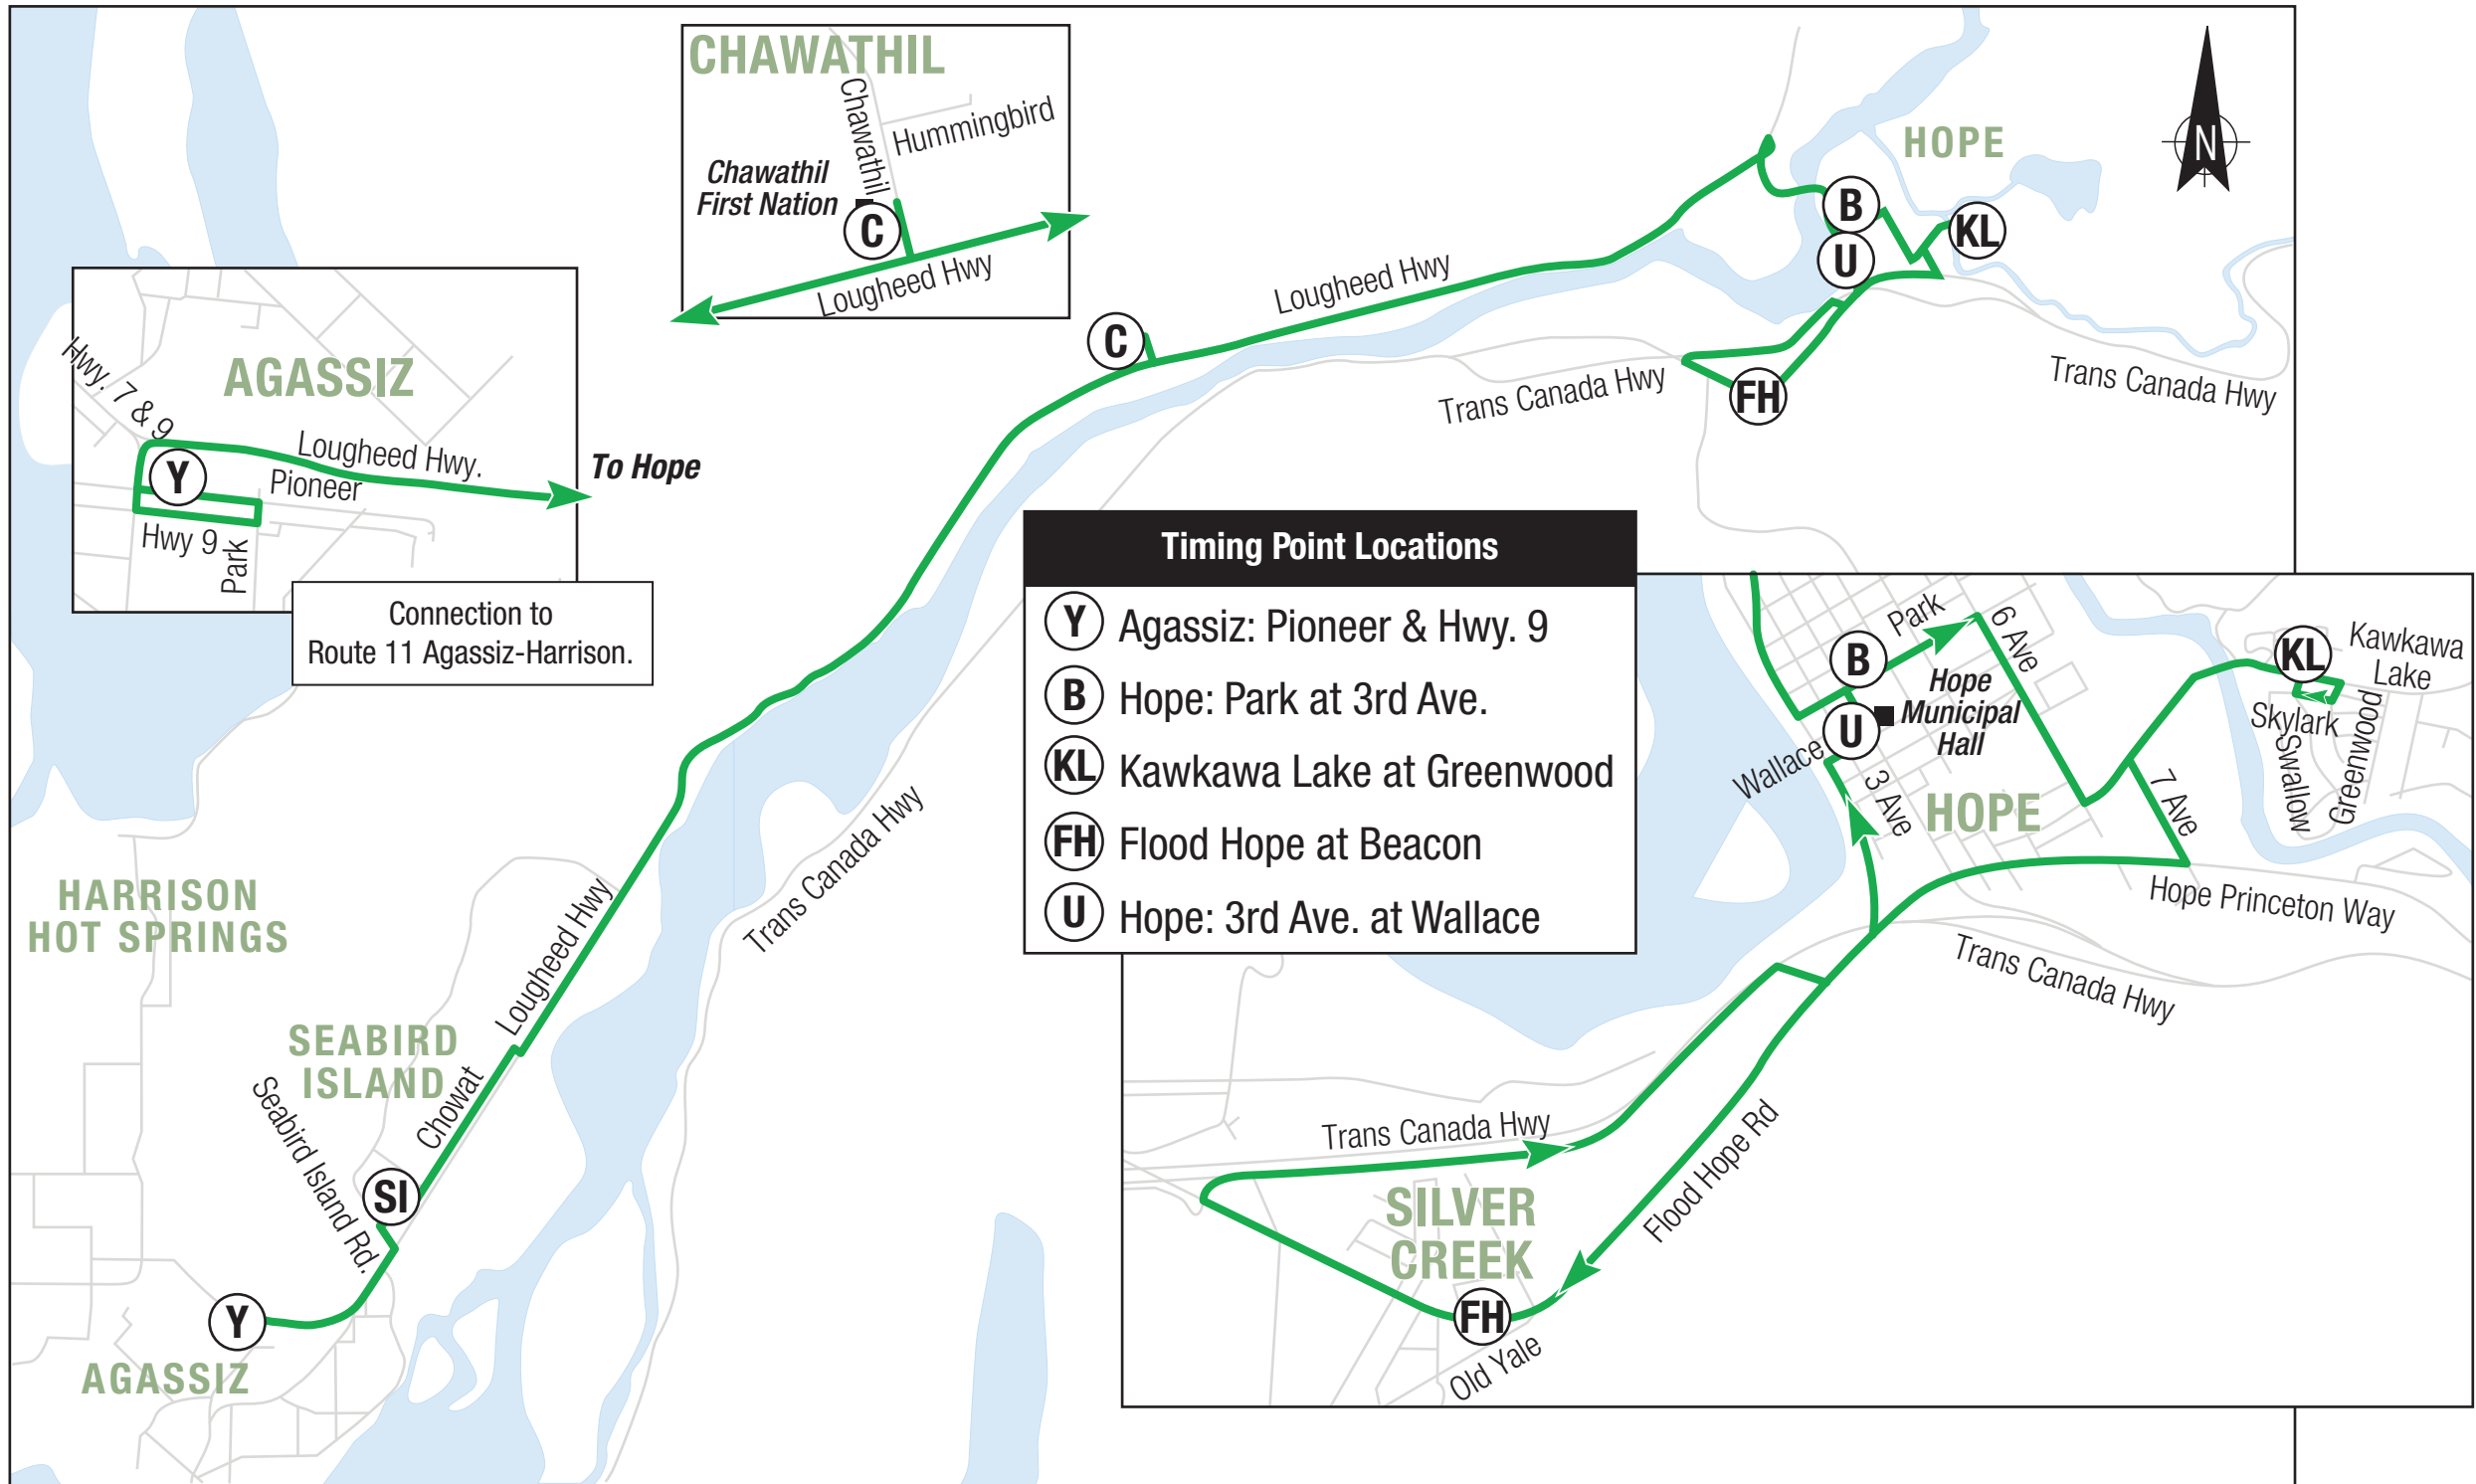 CHAWATHIL
Chawathil
Hummingbird
Chawathil
First Nation
C
Lougheed Hwy
HOPE
N
B
U
KL
Lougheed Hwy
C
Trans Canada Hwy
FH
Trans Canada Hwy
AGASSIZ
Hwy. 7 & 9
Lougheed Hwy.
Y
Pioneer
Hwy 9
Park
To Hope
Connection to
Route 11 Agassiz-Harrison.
Timing Point Locations
Y Agassiz: Pioneer & Hwy. 9
B Hope: Park at 3rd Ave.
KL Kawkawa Lake at Greenwood
FH Flood Hope at Beacon
U Hope: 3rd Ave. at Wallace
Park
6 Ave
B
Hope
Municipal
Hall
U
Wallace
3 Ave
HOPE
KL
Kawkawa
Lake
Skylark
Swallow
Greenwood
7 Ave
Hope Princeton Way
Trans Canada Hwy
Trans Canada Hwy
Flood Hope Rd
SILVER
CREEK
FH
Old Yale
Trans Canada Hwy
HARRISON
HOT SPRINGS
Lougheed Hwy
SEABIRD
ISLAND
Chowat
Seabird Island Rd.
SI
Y
AGASSIZ